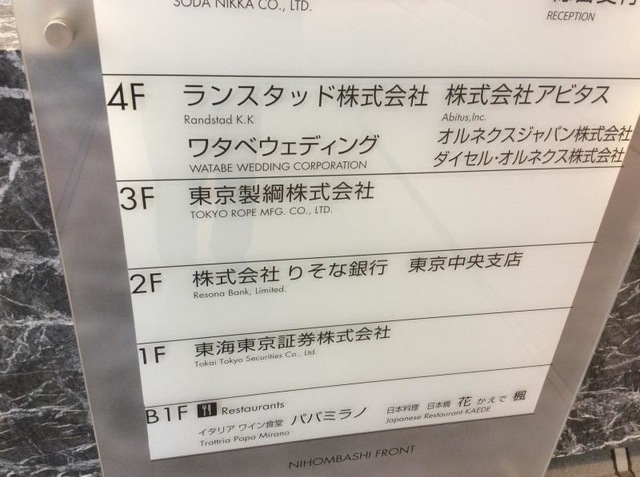 SODA NIKKA CO., LTD.
RECEPTION
4F ランスタッド株式会社 株式会社アビタス
Randstad K.K Abitus,Inc.
ワタベウェディング オルネクスジャパン株式会社
WATABE WEDDING CORPORATION ダイセル・オルネクス株式会社
3F 東京製綱株式会社
TOKYO ROPE MFG. CO., LTD.
2F 株式会社 りそな銀行 東京中央支店
Resona Bank, Limited.
1F 東海東京証券株式会社
Tokai Tokyo Securities Co., Ltd.
B1F Restaurants
イタリア ワイン食堂 パパミラノ 日本料理 日本橋 花 かえで 楓
Trattria Papa Mirano Japanese Restaurant KAEDE
NIHOMBASHI FRONT